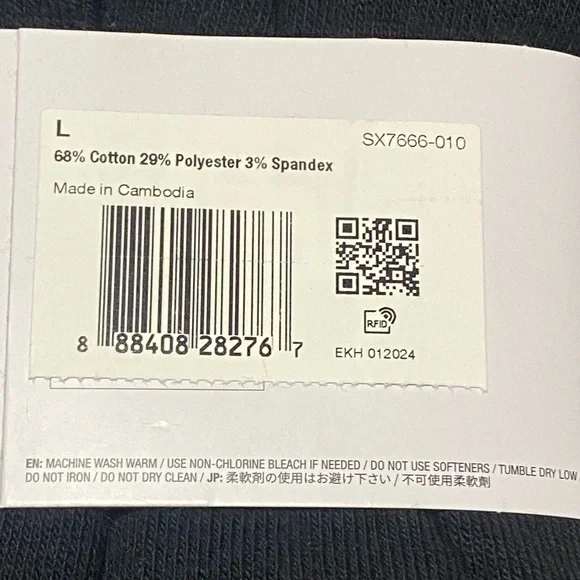 L
SX7666-010
68% Cotton 29% Polyester 3% Spandex
Made in Cambodia
8 88408 28276 7
RFID
EKH 012024
EN: MACHINE WASH WARM / USE NON-CHLORINE BLEACH IF NEEDED / DO NOT USE SOFTENERS / TUMBLE DRY LOW
DO NOT IRON / DO NOT DRY CLEAN / JP: 柔軟剤の使用はお避け下さい / 不可使用柔軟劑